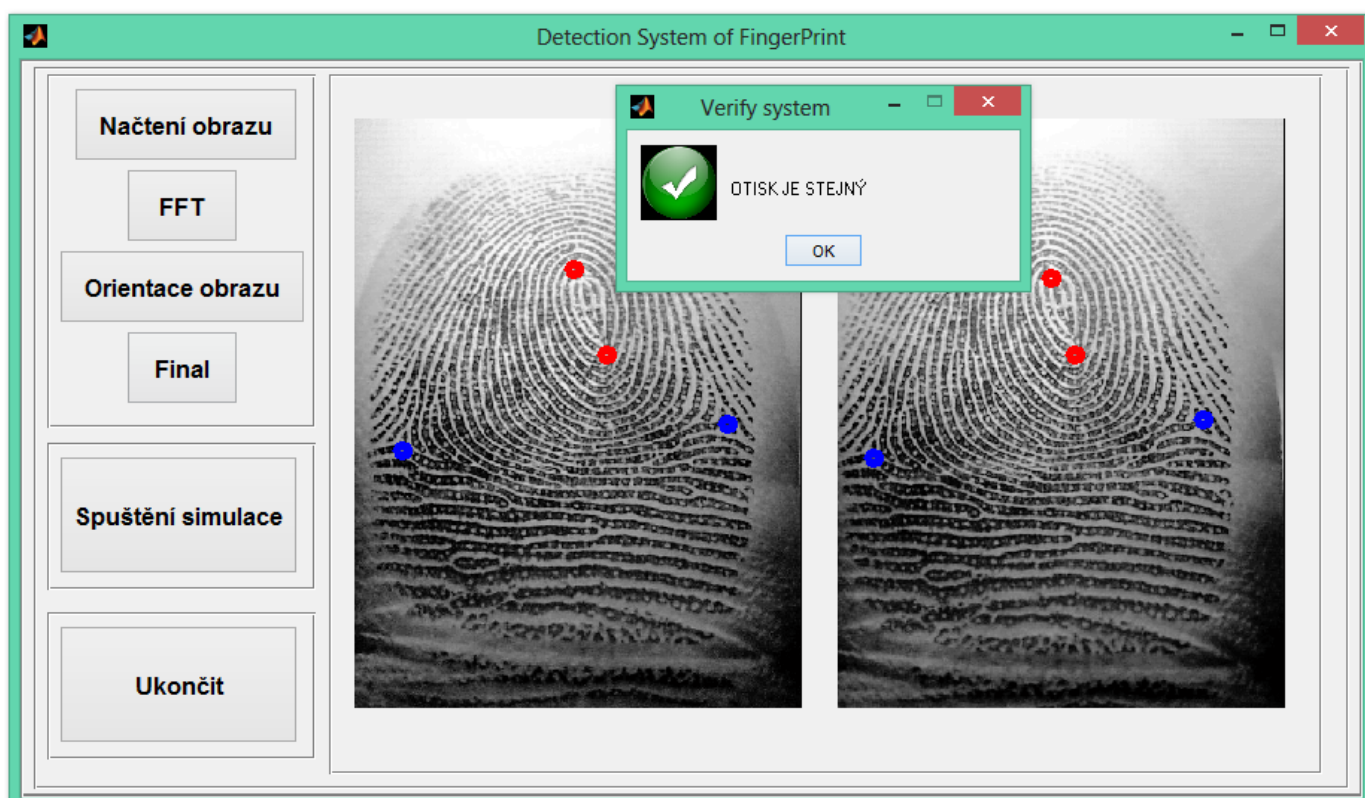 Detection System of FingerPrint
Načtení obrazu
FFT
Orientace obrazu
Final
Spuštění simulace
Ukončit
Verify system
OTISK JE STEJNÝ
OK